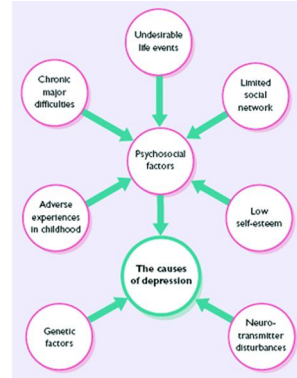 Undesirable
life events
Chronic
major
difficulties
Limited
social
network
Psychosocial
factors
Adverse
experiences
in childhood
Low
self-esteem
The causes
of depression
Genetic
factors
Neuro-
transmitter
disturbances